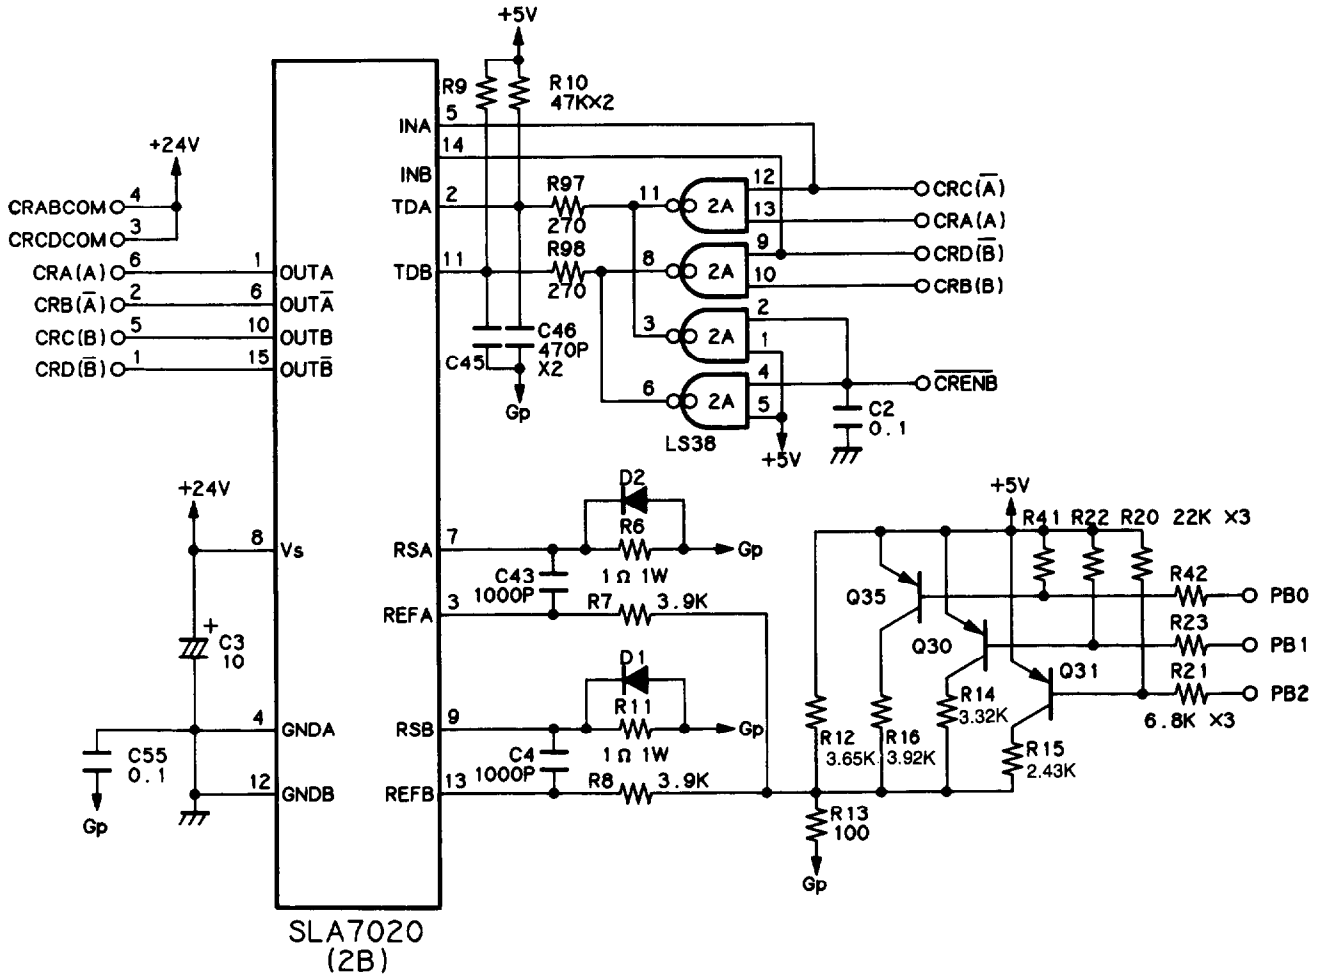 +5V
R9
R10
47K×2
INA
5
14
INB
TDA
2
TDB
11
+24V
CRABCOM
4
CRCDCOM
3
CRA(A)
6
1
OUTA
CRB(A̅)
2
6
OUTA̅
CRC(B)
5
10
OUTB
CRD(B̅)
1
15
OUTB̅
R97
270
R98
270
11
2A
12
13
8
2A
9
10
3
2A
2
1
6
2A
4
5
LS38
+5V
CRC(A̅)
CRA(A)
CRD(B̅)
CRB(B)
C̅R̅E̅N̅B̅
C2
0.1
C45
C46
470P
X2
Gp
+24V
8
Vs
+
C3
10
4
GNDA
C55
0.1
12
GNDB
Gp
RSA
7
D2
R6
1Ω 1W
Gp
C43
1000P
REFA
3
R7
3.9K
RSB
9
D1
R11
1Ω 1W
Gp
C4
1000P
REFB
13
R8
3.9K
+5V
R41
R22
R20
22K ×3
Q35
Q30
Q31
R42
PB0
R23
PB1
R21
PB2
6.8K ×3
R12
3.65K
R16
3.92K
R14
3.32K
R15
2.43K
R13
100
Gp
SLA7020
(2B)